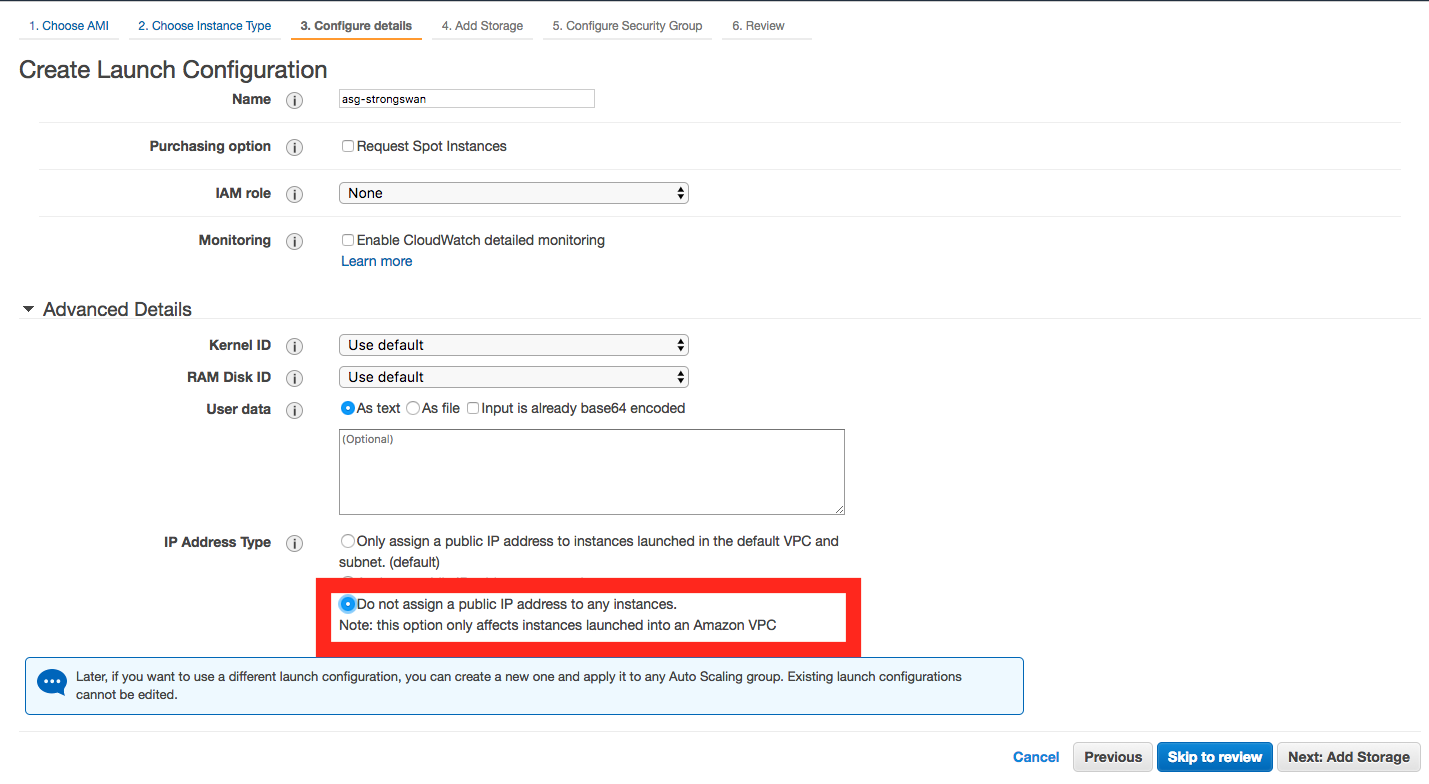 1. Choose AMI 2. Choose Instance Type 3. Configure details 4. Add Storage 5. Configure Security Group 6. Review
Create Launch Configuration
Name i asg-strongswan
Purchasing option i Request Spot Instances
IAM role i None
Monitoring i Enable CloudWatch detailed monitoring
Learn more
Advanced Details
Kernel ID i Use default
RAM Disk ID i Use default
User data i As text As file Input is already base64 encoded
(Optional)
IP Address Type i Only assign a public IP address to instances launched in the default VPC and
subnet. (default)
Do not assign a public IP address to any instances.
Note: this option only affects instances launched into an Amazon VPC
Later, if you want to use a different launch configuration, you can create a new one and apply it to any Auto Scaling group. Existing launch configurations
cannot be edited.
Cancel Previous Skip to review Next: Add Storage